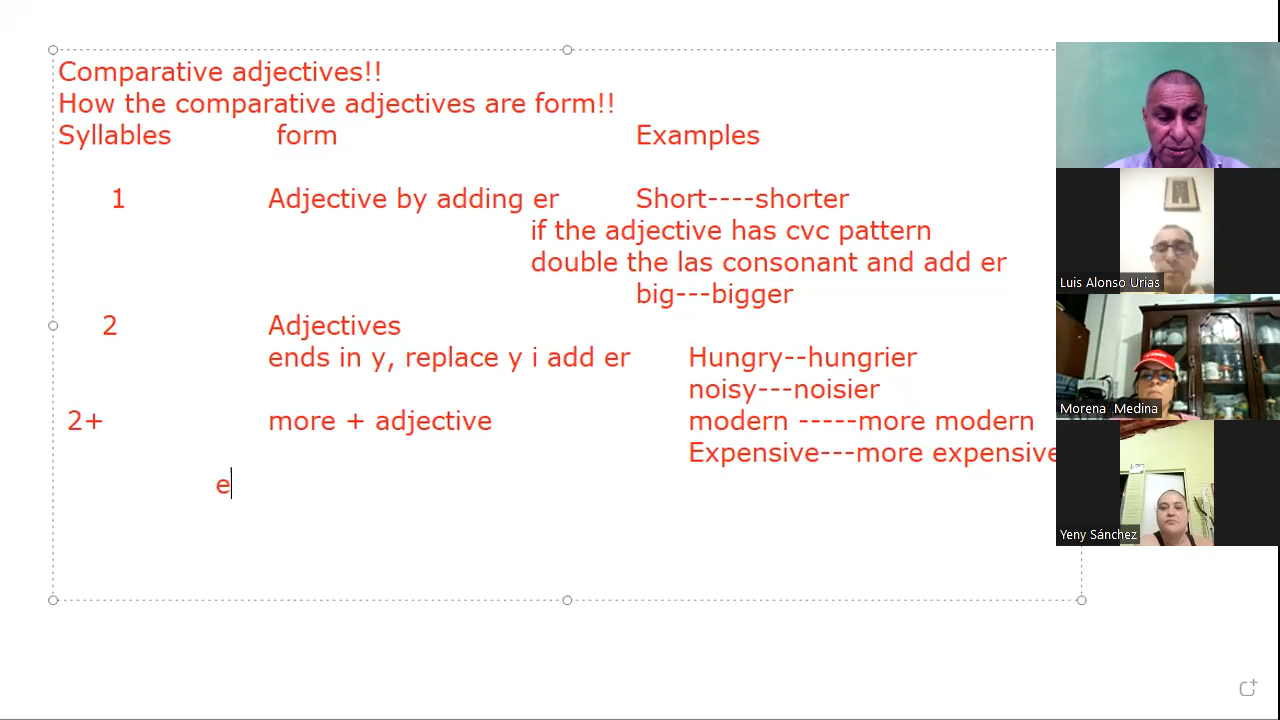 Comparative adjectives!!
How the comparative adjectives are form!!
Syllables form Examples
1 Adjective by adding er Short----shorter
if the adjective has cvc pattern
double the las consonant and add er
big---bigger
2 Adjectives
ends in y, replace y i add er Hungry--hungrier
noisy---noisier
2+ more + adjective modern -----more modern
Expensive---more expensive
e
Luis Alonso Urias
Morena Medina
Yeny Sánchez